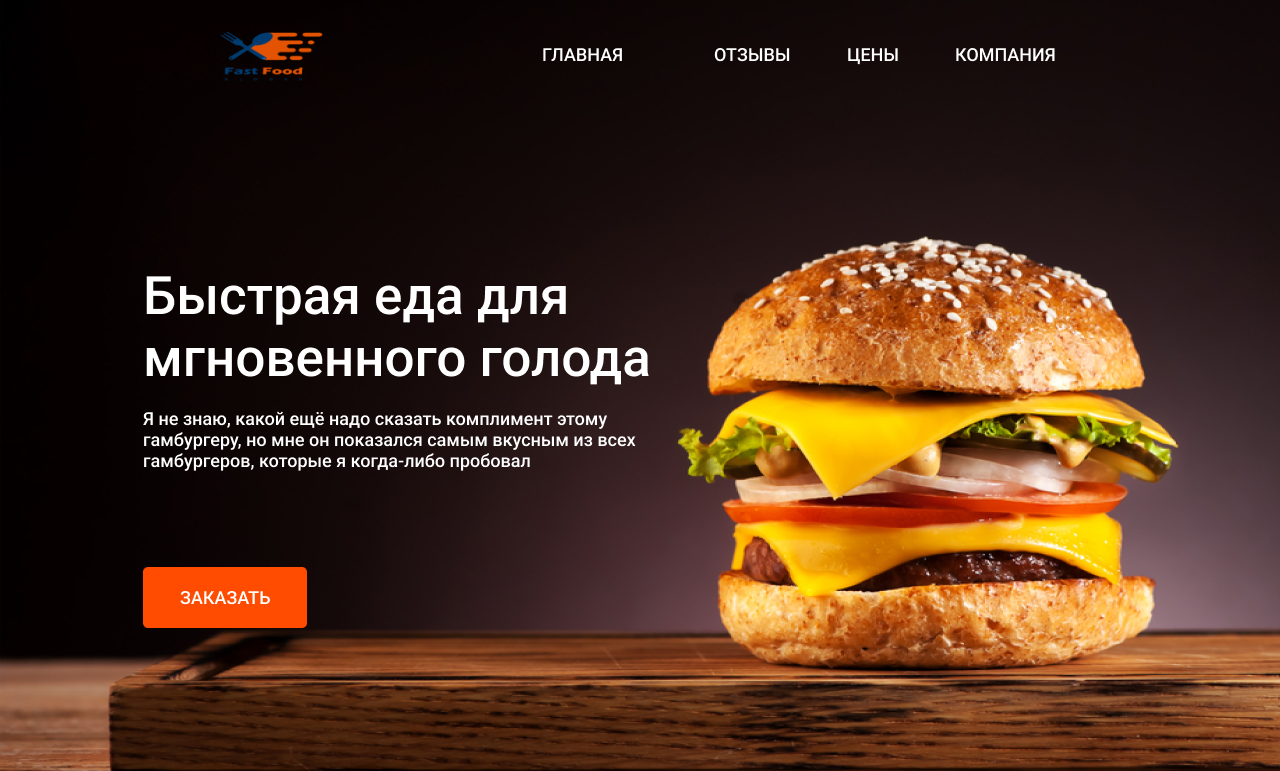 Fast Food
ГЛАВНАЯ ОТЗЫВЫ ЦЕНЫ КОМПАНИЯ
Быстрая еда для
мгновенного голода
Я не знаю, какой ещё надо сказать комплимент этому
гамбургеру, но мне он показался самым вкусным из всех
гамбургеров, которые я когда-либо пробовал
ЗАКАЗАТЬ